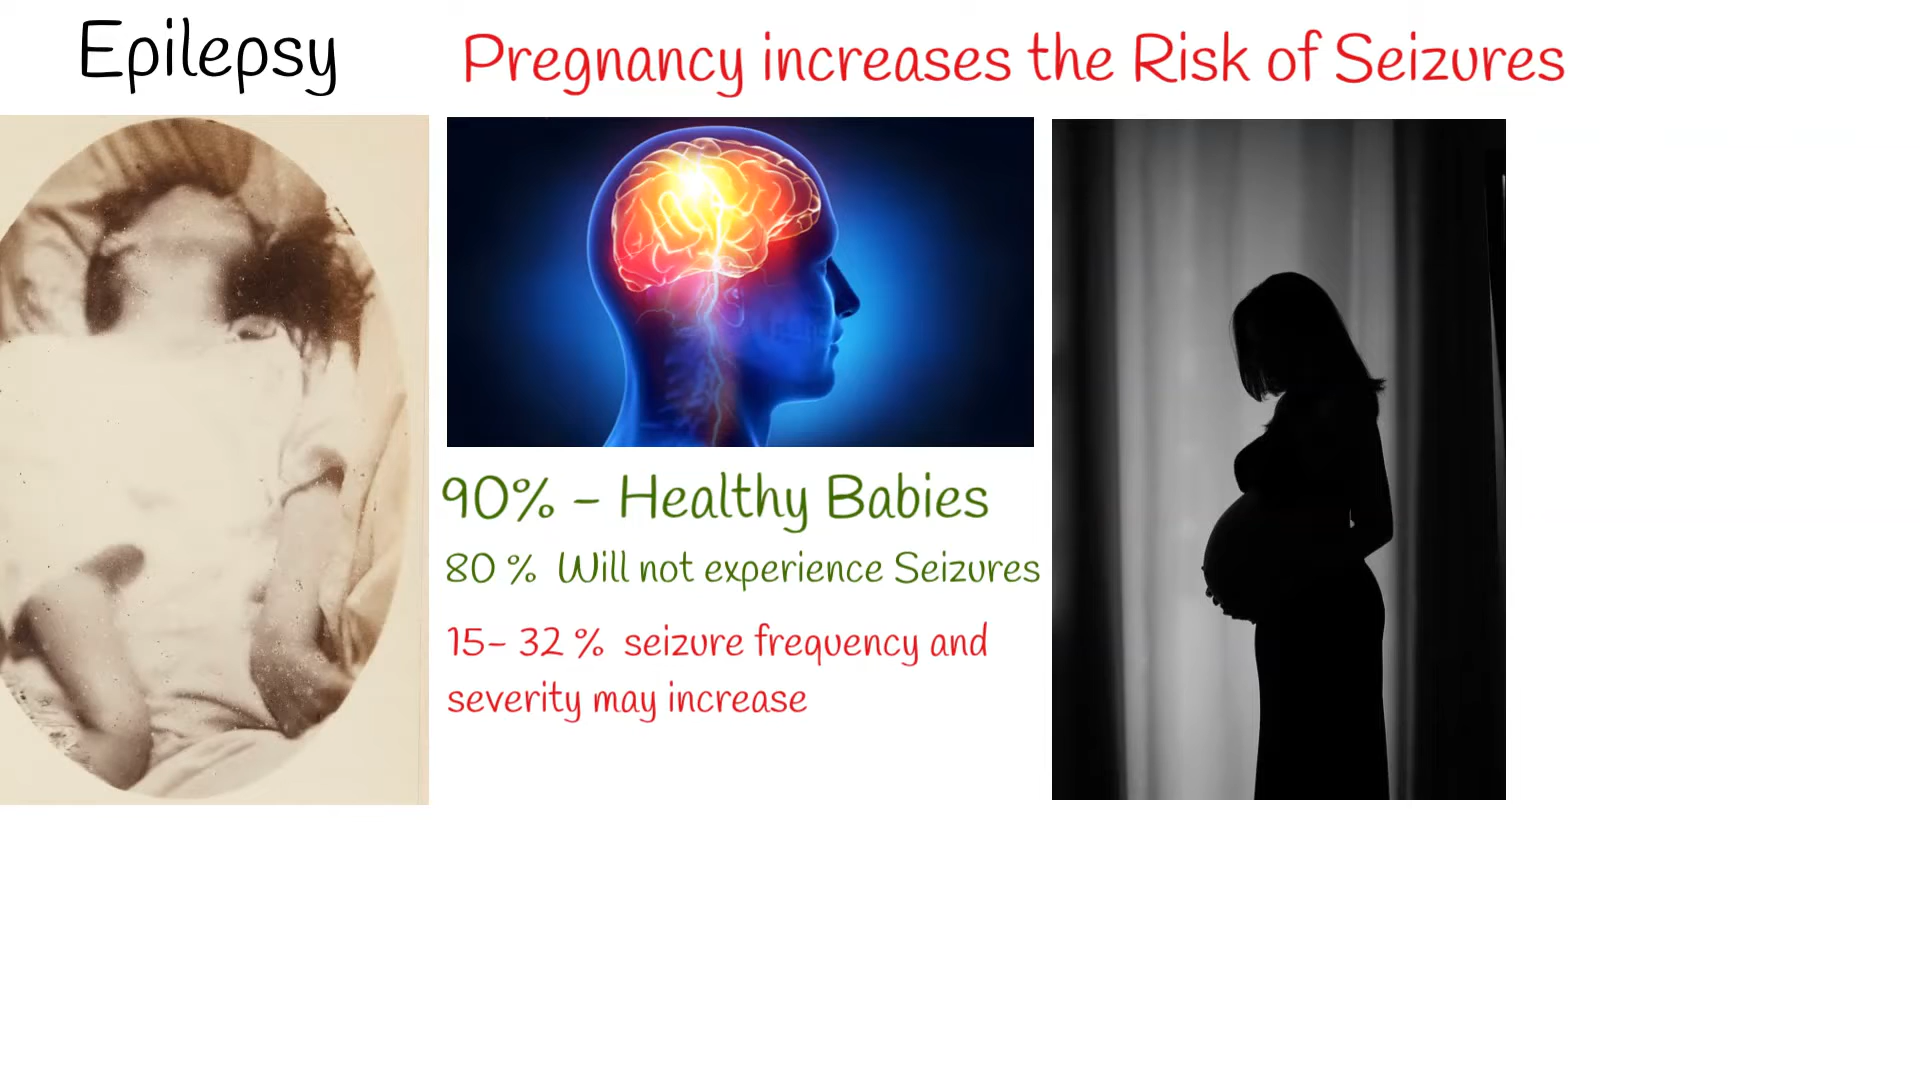 Epilepsy
Pregnancy increases the Risk of Seizures
90% - Healthy Babies
80 % Will not experience Seizures
15- 32 % seizure frequency and
severity may increase